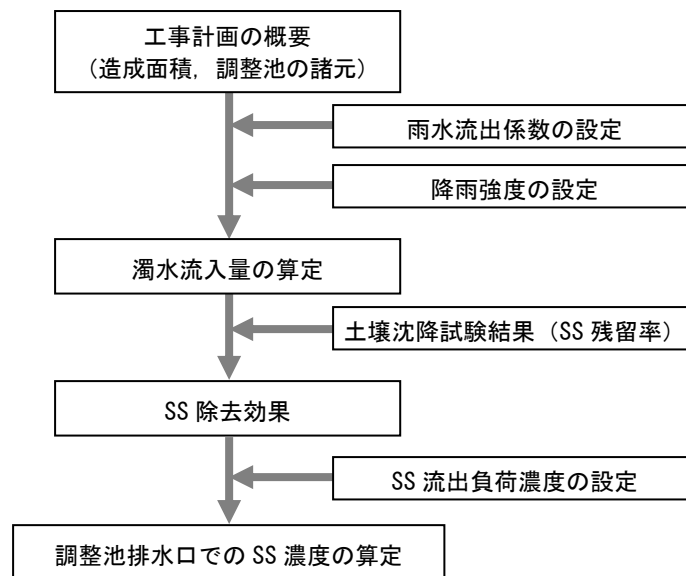 工事計画の概要
（造成面積，調整池の諸元）
雨水流出係数の設定
降雨強度の設定
濁水流入量の算定
土壌沈降試験結果（SS 残留率）
SS 除去効果
SS 流出負荷濃度の設定
調整池排水口での SS 濃度の算定